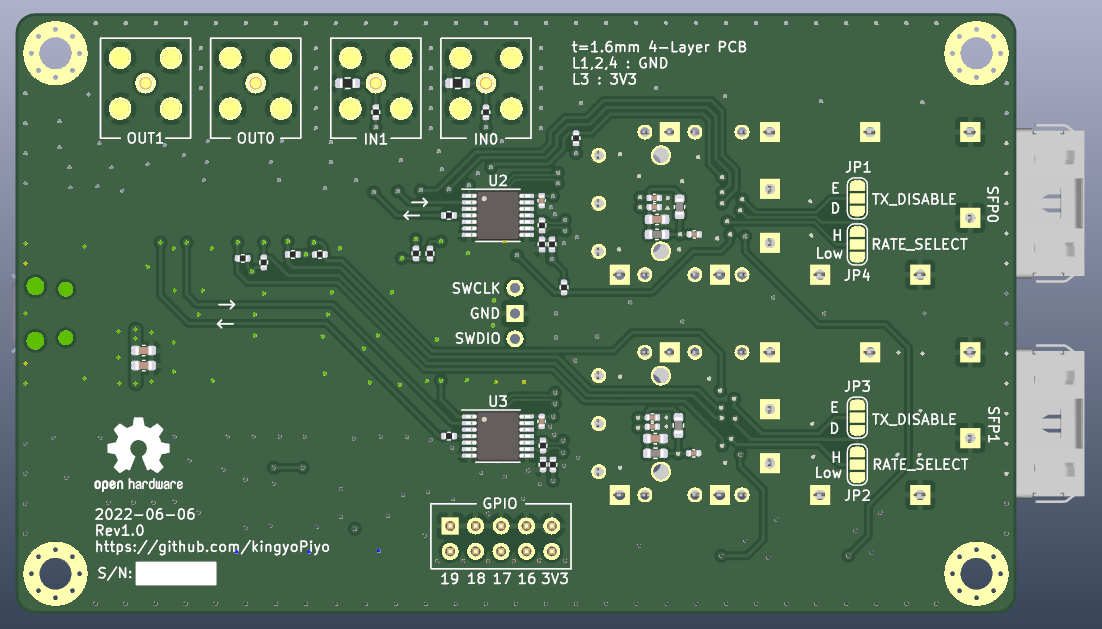 t=1.6mm 4-Layer PCB
L1,2,4 : GND
L3 : 3V3
OUT1
OUT0
IN1
IN0
U2
JP1
E
D
TX_DISABLE
H
Low
RATE_SELECT
JP4
SFP0
SWCLK
GND
SWDIO
U3
JP3
E
D
TX_DISABLE
H
Low
RATE_SELECT
JP2
SFP1
open hardware
2022-06-06
Rev1.0
https://github.com/kingyoPiyo
S/N:
GPIO
19 18 17 16 3V3